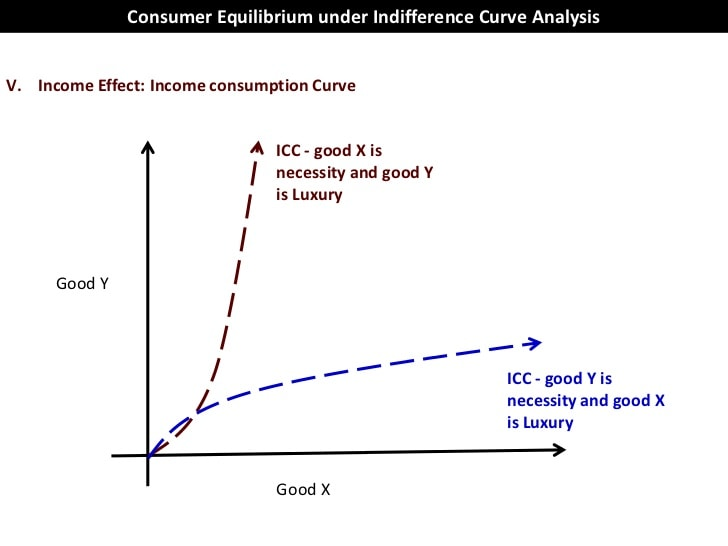 Consumer Equilibrium under Indifference Curve Analysis
V. Income Effect: Income consumption Curve
ICC - good X is
necessity and good Y
is Luxury
Good Y
ICC - good Y is
necessity and good X
is Luxury
Good X